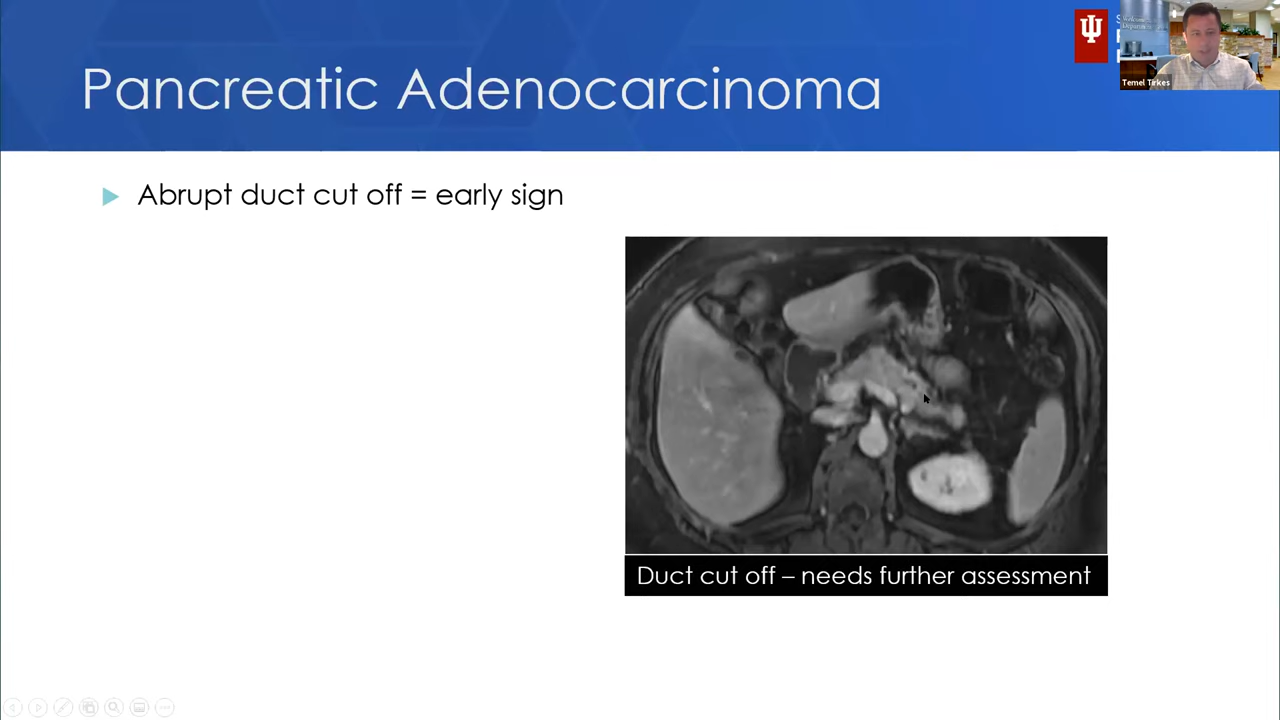 Pancreatic Adenocarcinoma
Temel Tirkes
Abrupt duct cut off = early sign
Duct cut off – needs further assessment